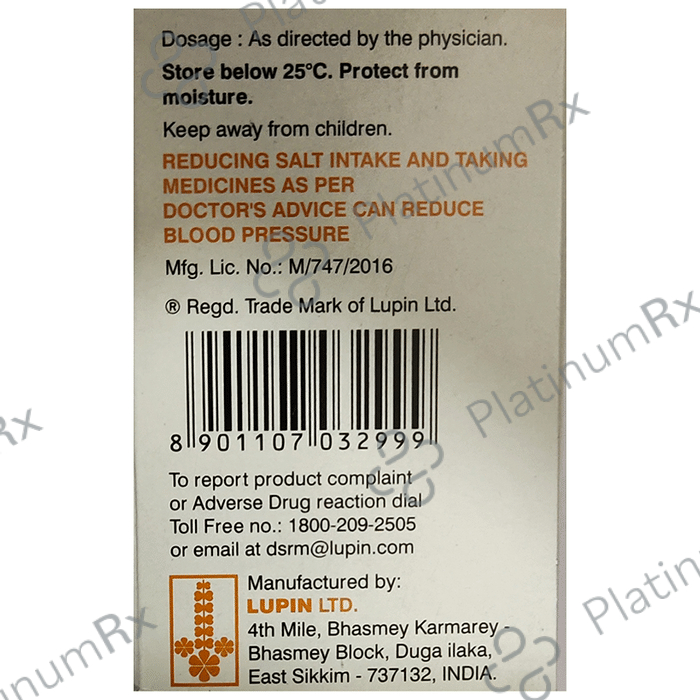 Dosage : As directed by the physician.
Store below 25°C. Protect from
moisture.
Keep away from children.
REDUCING SALT INTAKE AND TAKING
MEDICINES AS PER
DOCTOR'S ADVICE CAN REDUCE
BLOOD PRESSURE
Mfg. Lic. No.: M/747/2016
® Regd. Trade Mark of Lupin Ltd.
8 901107 032999
To report product complaint
or Adverse Drug reaction dial
Toll Free no.: 1800-209-2505
or email at dsrm@lupin.com
Manufactured by:
LUPIN LTD.
4th Mile, Bhasmey Karmarey -
Bhasmey Block, Duga ilaka,
East Sikkim - 737132, INDIA.
PlatinumRx
PlatinumRx
PlatinumRx
PlatinumRx
Platin
tinumRx
Rx